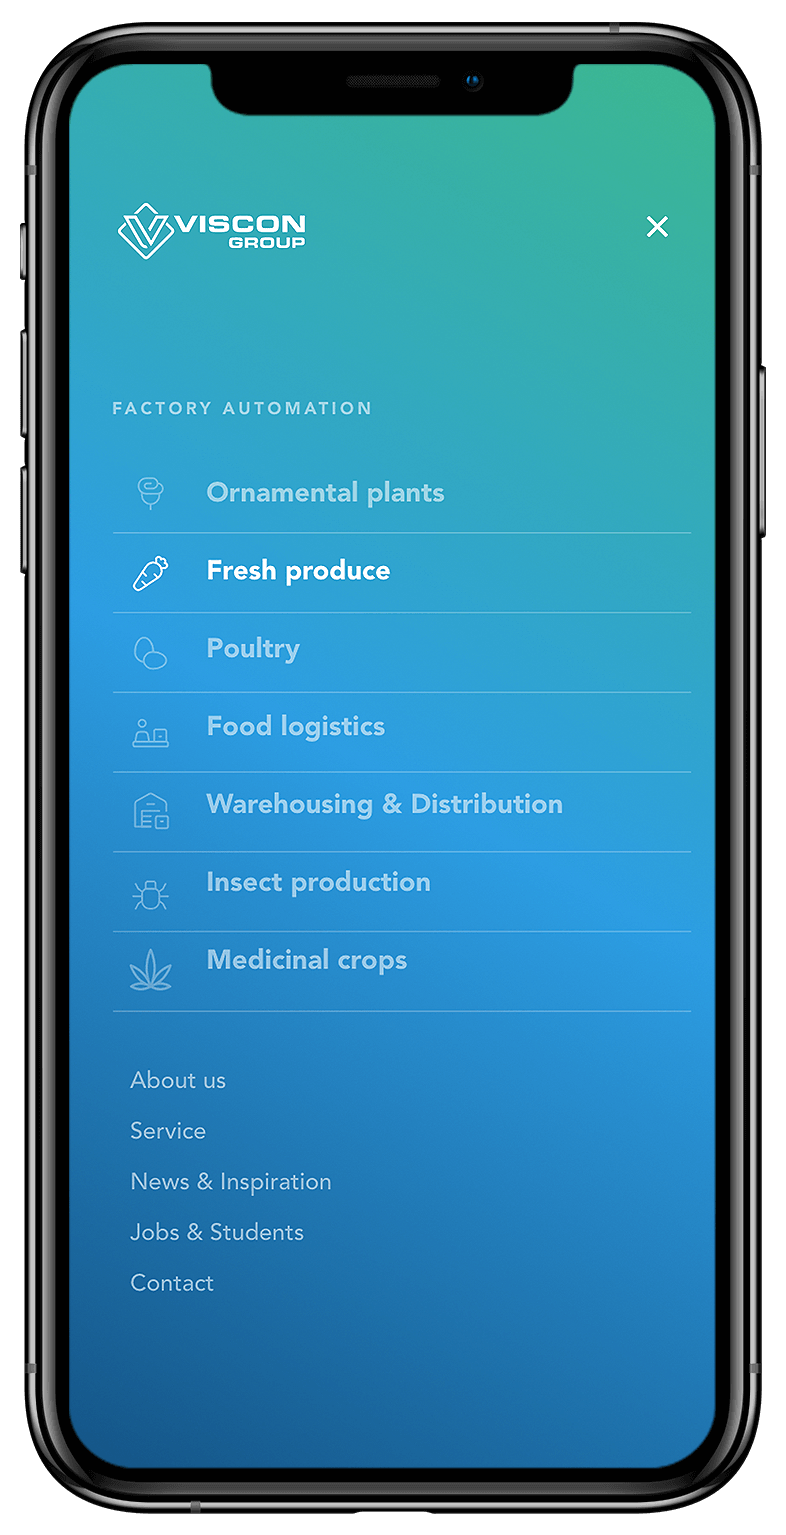 VISCON
GROUP
FACTORY AUTOMATION
Ornamental plants
Fresh produce
Poultry
Food logistics
Warehousing & Distribution
Insect production
Medicinal crops
About us
Service
News & Inspiration
Jobs & Students
Contact